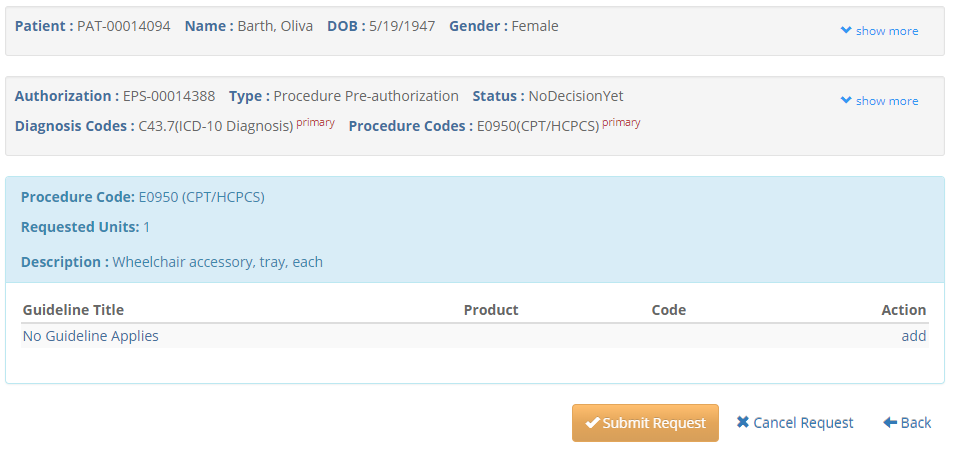 Patient : PAT-00014094 Name : Barth, Oliva DOB : 5/19/1947 Gender : Female show more
Authorization : EPS-00014388 Type : Procedure Pre-authorization Status : NoDecisionYet show more
Diagnosis Codes : C43.7(ICD-10 Diagnosis) primary Procedure Codes : E0950(CPT/HCPCS) primary
Procedure Code: E0950 (CPT/HCPCS)
Requested Units: 1
Description : Wheelchair accessory, tray, each
Guideline Title Product Code Action
No Guideline Applies add
Submit Request Cancel Request Back